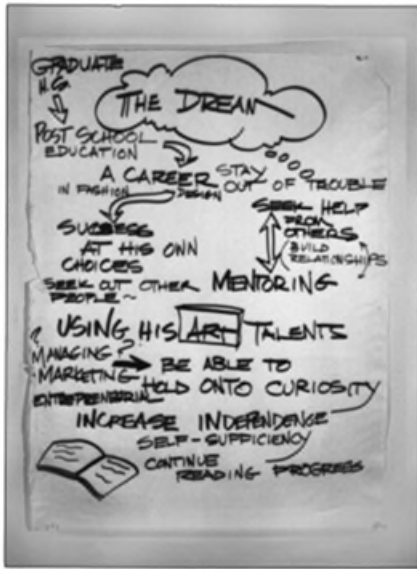 GRADUATE
H.S.
THE DREAM
POST SCHOOL
EDUCATION
A CAREER
IN FASHION DESIGN
STAY
OUT OF TROUBLE
SUCCESS
AT HIS OWN
CHOICES
SEEK HELP
FROM
OTHERS
(BUILD
RELATIONSHIPS)
SEEK OUT OTHER
PEOPLE ~
MENTORING
USING HIS ART TALENTS
? MANAGING ?
MARKETING
ENTREPRENEURIAL
BE ABLE TO
HOLD ONTO CURIOSITY
INCREASE INDEPENDENCE
SELF-SUFFICIENCY
CONTINUE
READING PROGRESS